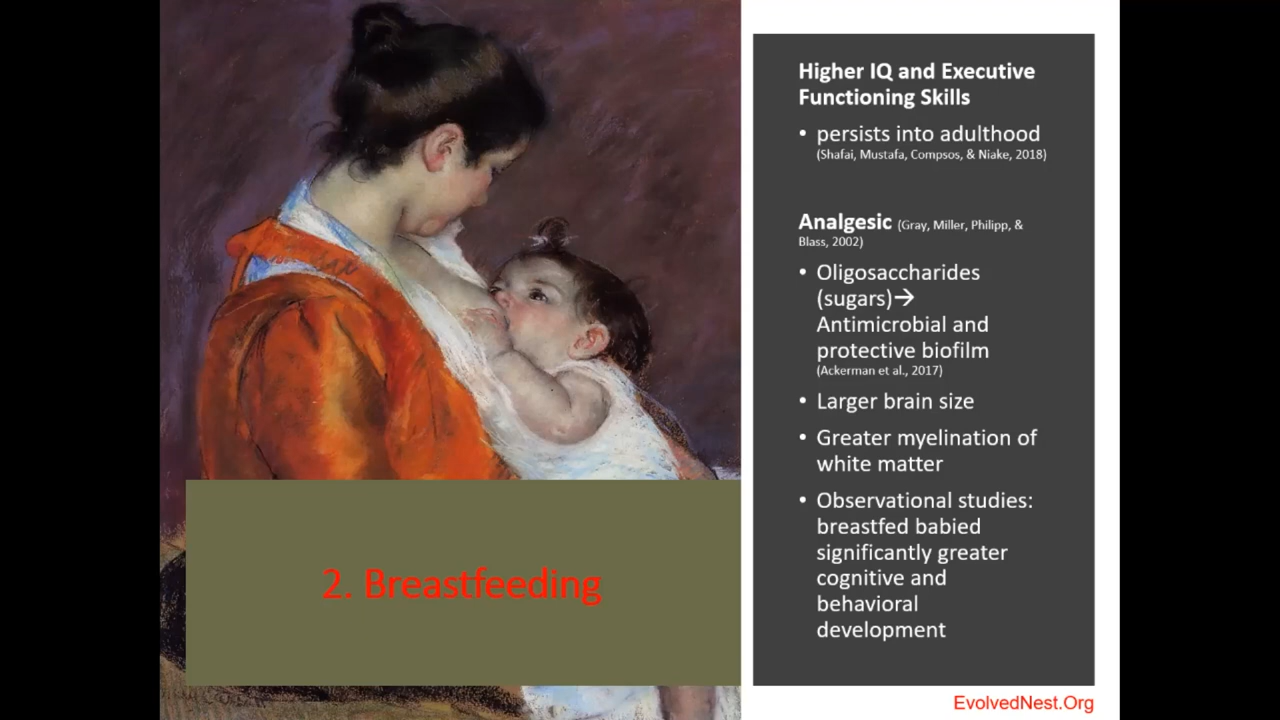 Higher IQ and Executive
Functioning Skills
• persists into adulthood
(Shafai, Mustafa, Compsos, & Niake, 2018)
Analgesic (Gray, Miller, Philipp, &
Blass, 2002)
• Oligosaccharides
(sugars)→
Antimicrobial and
protective biofilm
(Ackerman et al., 2017)
• Larger brain size
• Greater myelination of
white matter
• Observational studies:
breastfed babied
significantly greater
cognitive and
behavioral
development
2. Breastfeeding
EvolvedNest.Org